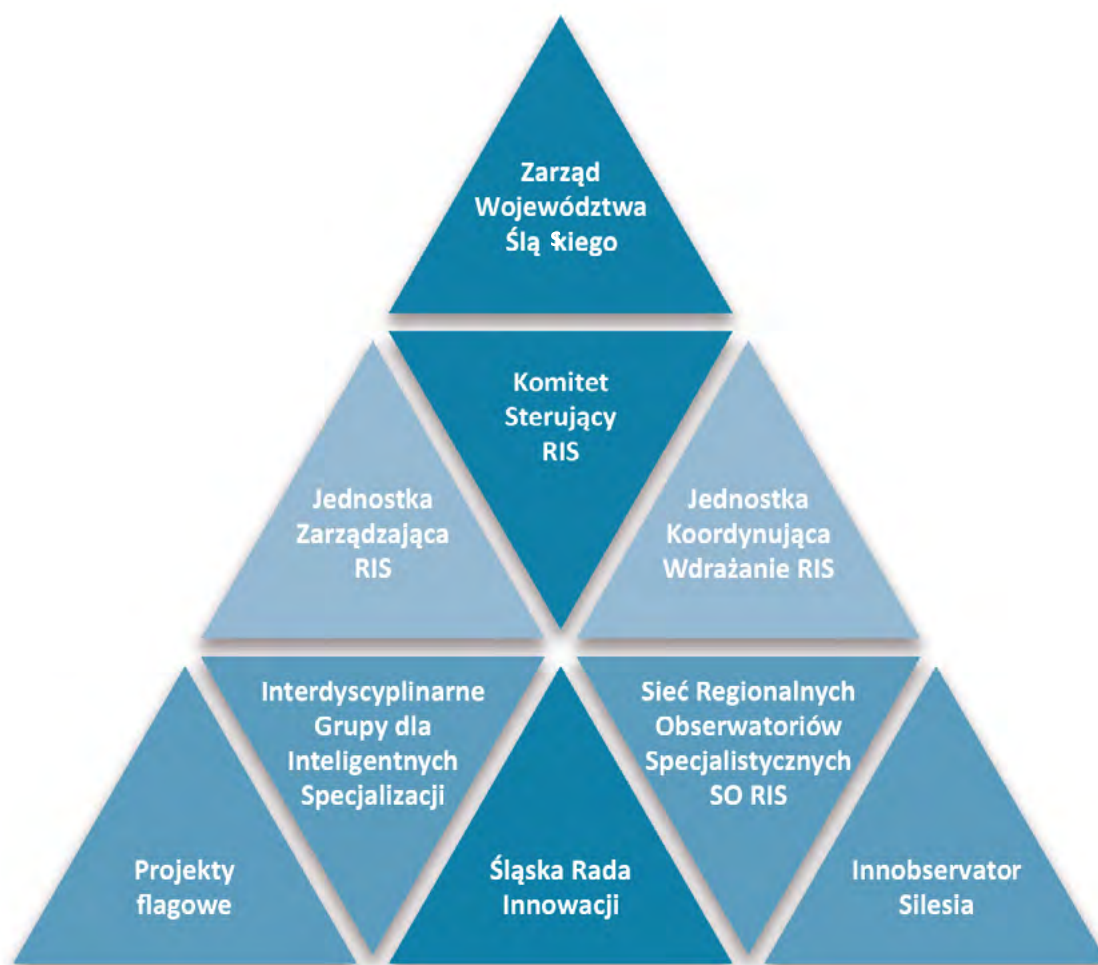 Zarząd
Województwa
Śląskiego
Komitet
Sterujący
RIS
Jednostka
Zarządzająca
RIS
Jednostka
Koordynująca
Wdrażanie RIS
Interdyscyplinarne
Grupy dla
Inteligentnych
Specjalizacji
Sieć Regionalnych
Obserwatoriów
Specjalistycznych
SO RIS
Projekty
flagowe
Śląska Rada
Innowacji
Innobservator
Silesia